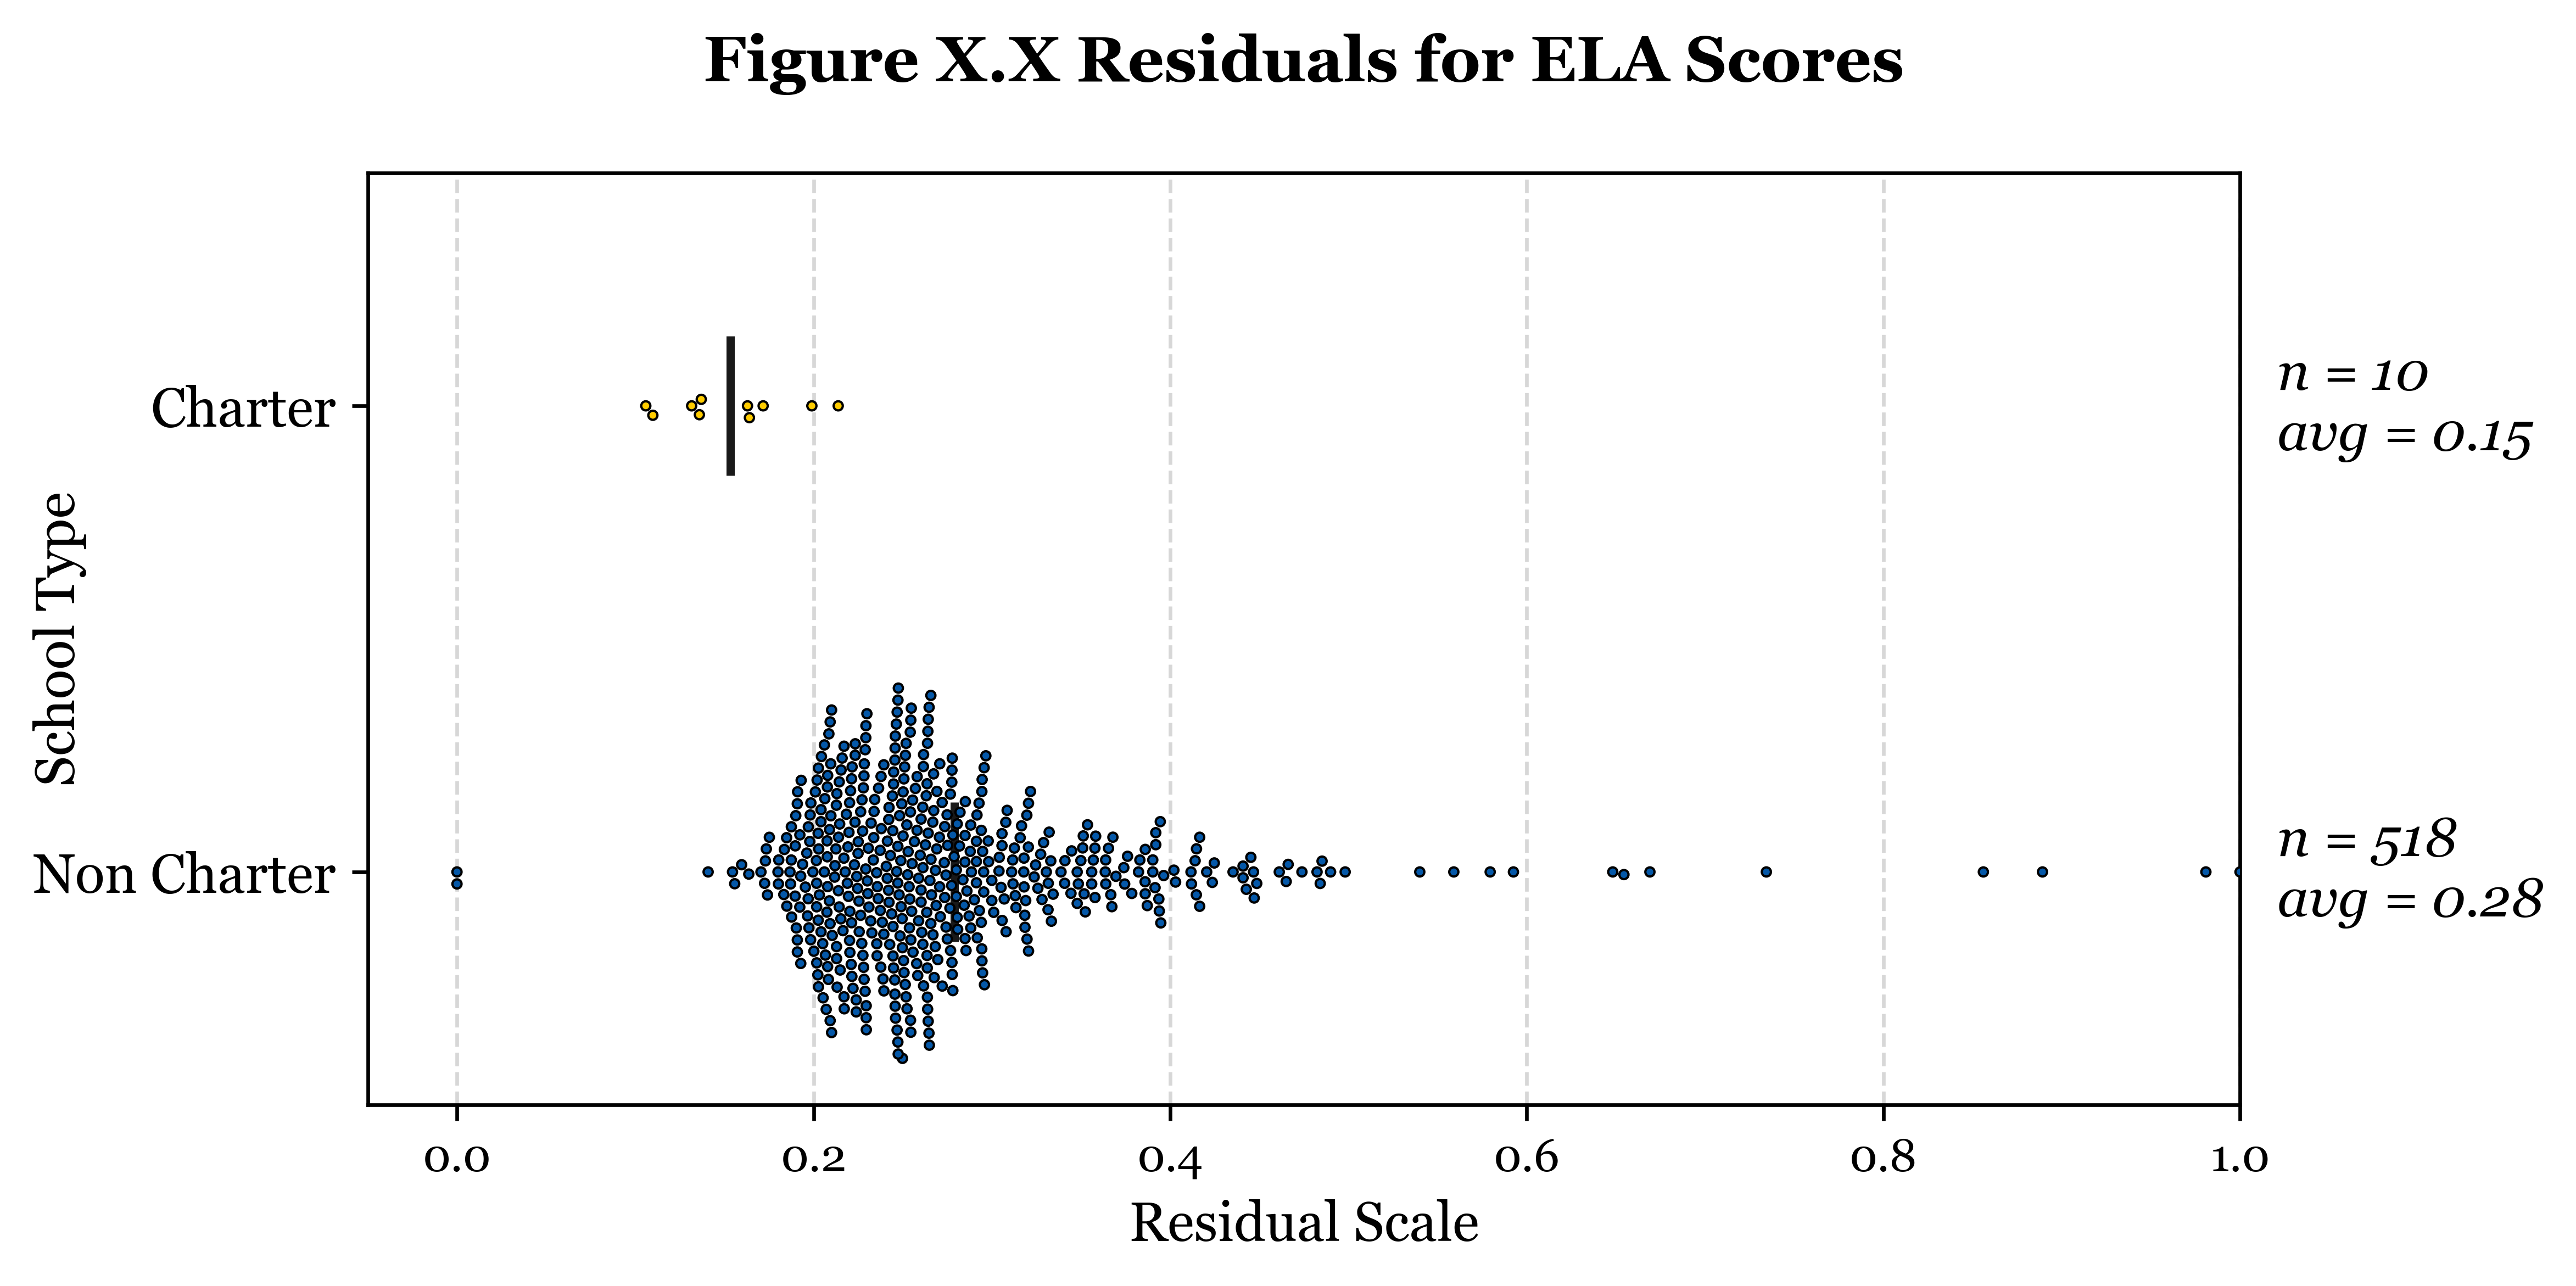 Figure X.X Residuals for ELA Scores
School Type
Charter
n = 10
avg = 0.15
Non Charter
n = 518
avg = 0.28
0.0 0.2 0.4 0.6 0.8 1.0
Residual Scale